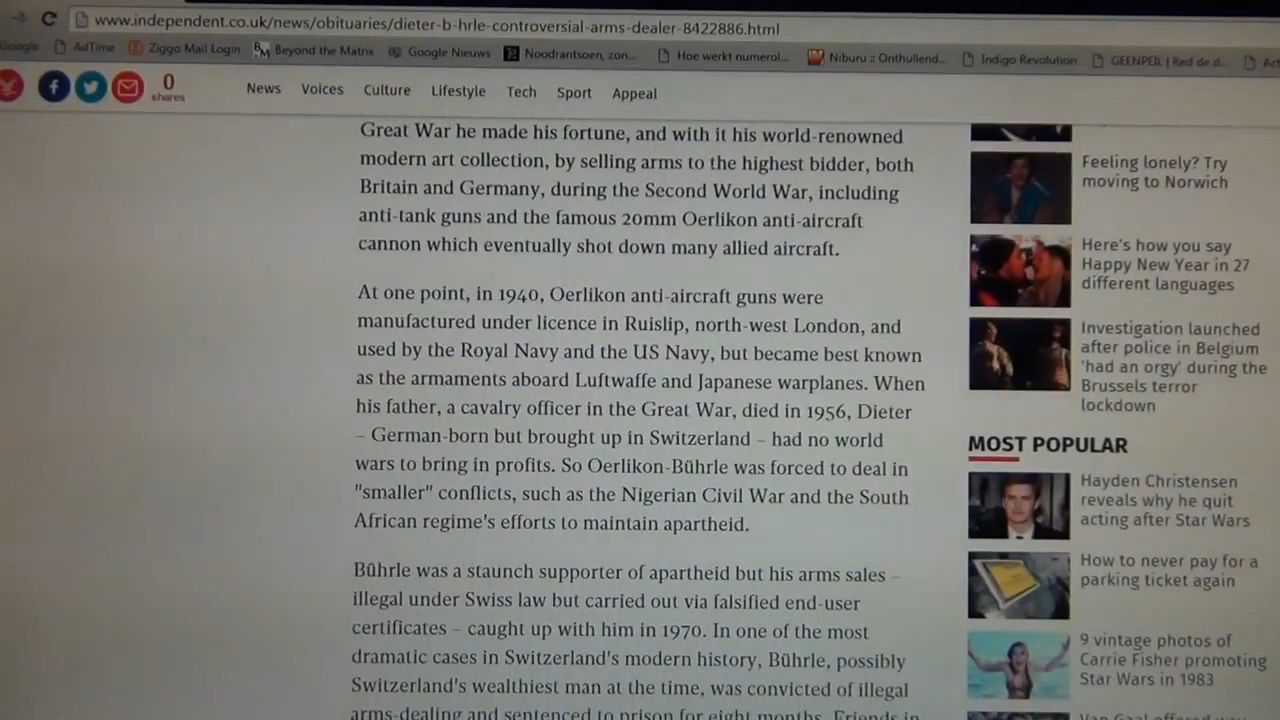 www.independent.co.uk/news/obituaries/dieter-b-hrle-controversial-arms-dealer-8422886.html
Google AdTime Ziggo Mail Login Beyond the Matrix Google Nieuws Noodrantsoen, zon... Hoe werkt numerol... Niburu :: Onthullend... Indigo Revolution GEENPEIL | Red de d...
0
shares
News Voices Culture Lifestyle Tech Sport Appeal
Great War he made his fortune, and with it his world-renowned
modern art collection, by selling arms to the highest bidder, both
Britain and Germany, during the Second World War, including
anti-tank guns and the famous 20mm Oerlikon anti-aircraft
cannon which eventually shot down many allied aircraft.
At one point, in 1940, Oerlikon anti-aircraft guns were
manufactured under licence in Ruislip, north-west London, and
used by the Royal Navy and the US Navy, but became best known
as the armaments aboard Luftwaffe and Japanese warplanes. When
his father, a cavalry officer in the Great War, died in 1956, Dieter
– German-born but brought up in Switzerland – had no world
wars to bring in profits. So Oerlikon-Bührle was forced to deal in
"smaller" conflicts, such as the Nigerian Civil War and the South
African regime's efforts to maintain apartheid.
Bührle was a staunch supporter of apartheid but his arms sales –
illegal under Swiss law but carried out via falsified end-user
certificates – caught up with him in 1970. In one of the most
dramatic cases in Switzerland's modern history, Bührle, possibly
Switzerland's wealthiest man at the time, was convicted of illegal
arms-dealing and sentenced to prison for eight months. Friends in
Feeling lonely? Try
moving to Norwich
Here's how you say
Happy New Year in 27
different languages
Investigation launched
after police in Belgium
'had an orgy' during the
Brussels terror
lockdown
MOST POPULAR
Hayden Christensen
reveals why he quit
acting after Star Wars
How to never pay for a
parking ticket again
9 vintage photos of
Carrie Fisher promoting
Star Wars in 1983
Van Gaal offered